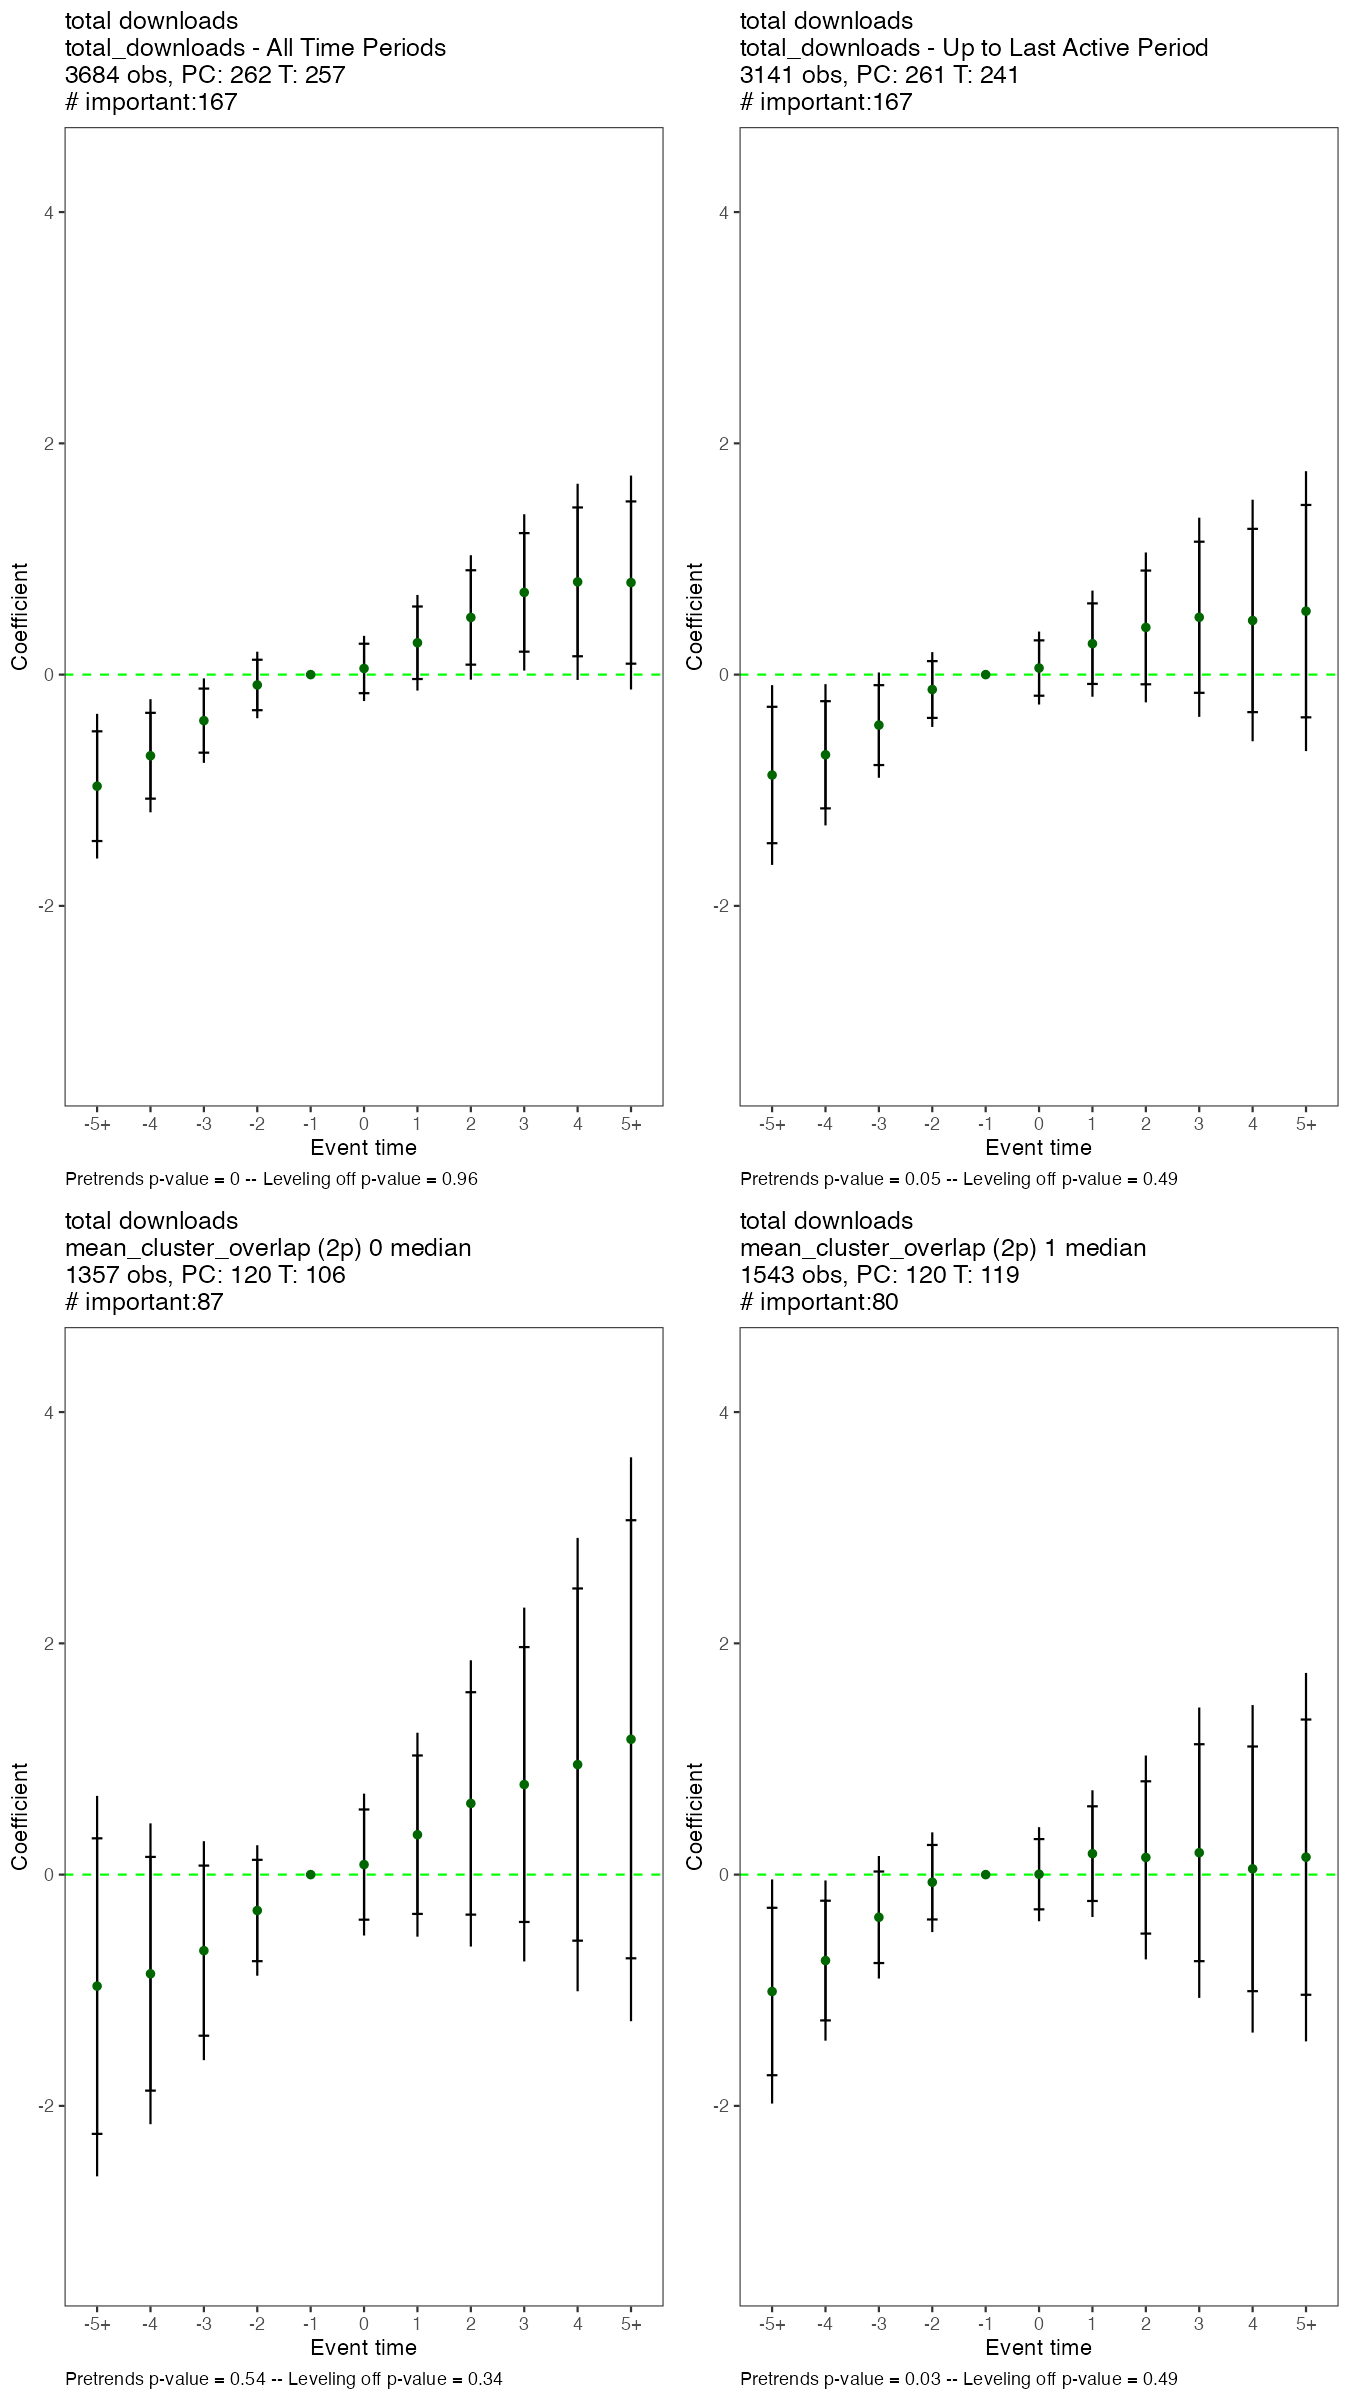 total downloads
total_downloads - All Time Periods
3684 obs, PC: 262 T: 257
# important:167
Coefficient
4
2
0
-2
-5+ -4 -3 -2 -1 0 1 2 3 4 5+
Event time
Pretrends p-value = 0 -- Leveling off p-value = 0.96
total downloads
total_downloads - Up to Last Active Period
3141 obs, PC: 261 T: 241
# important:167
Coefficient
4
2
0
-2
-5+ -4 -3 -2 -1 0 1 2 3 4 5+
Event time
Pretrends p-value = 0.05 -- Leveling off p-value = 0.49
total downloads
mean_cluster_overlap (2p) 0 median
1357 obs, PC: 120 T: 106
# important:87
Coefficient
4
2
0
-2
-5+ -4 -3 -2 -1 0 1 2 3 4 5+
Event time
Pretrends p-value = 0.54 -- Leveling off p-value = 0.34
total downloads
mean_cluster_overlap (2p) 1 median
1543 obs, PC: 120 T: 119
# important:80
Coefficient
4
2
0
-2
-5+ -4 -3 -2 -1 0 1 2 3 4 5+
Event time
Pretrends p-value = 0.03 -- Leveling off p-value = 0.49